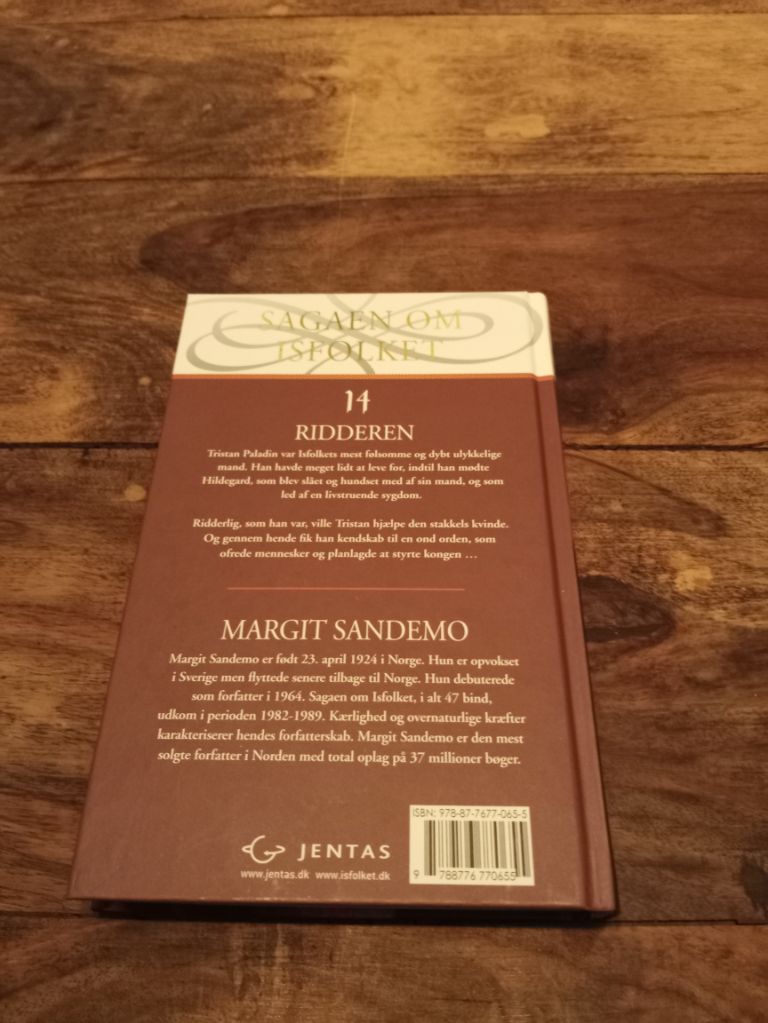 SAGAEN OM
ISFOLKET
14
RIDDEREN
Tristan Paladin var Isfolkets mest følsomme og dybt ulykkelige
mand. Han havde meget lidt at leve for, indtil han mødte
Hildegard, som blev slået og hundset med af sin mand, og som
led af en livstruende sygdom.
Ridderlig, som han var, ville Tristan hjælpe den stakkels kvinde.
Og gennem hende fik han kendskab til en ond orden, som
ofrede mennesker og planlagde at styrte kongen ...
MARGIT SANDEMO
Margit Sandemo er født 23. april 1924 i Norge. Hun er opvokset
i Sverige men flyttede senere tilbage til Norge. Hun debuterede
som forfatter i 1964. Sagaen om Isfolket, i alt 47 bind,
udkom i perioden 1982-1989. Kærlighed og overnaturlige kræfter
karakteriserer hendes forfatterskab. Margit Sandemo er den mest
solgte forfatter i Norden med total oplag på 37 millioner bøger.
ISBN: 978-87-7677-065-5
JENTAS
www.jentas.dk www.isfolket.dk
9 788776 770655